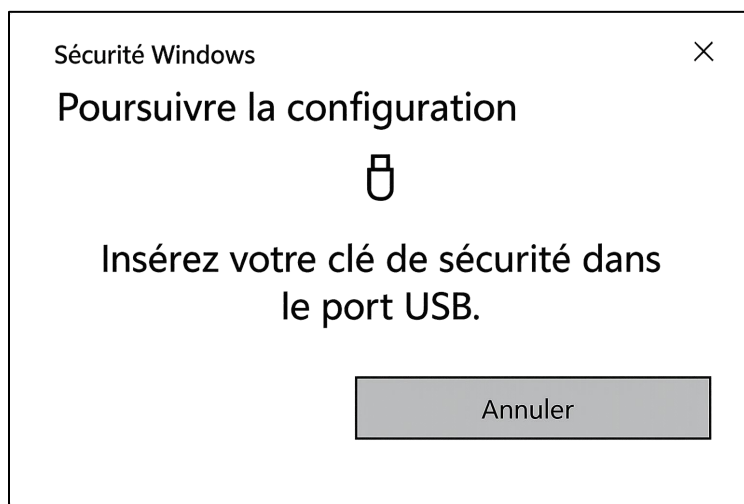 Sécurité Windows
Poursuivre la configuration
Insérez votre clé de sécurité dans
le port USB.
Annuler